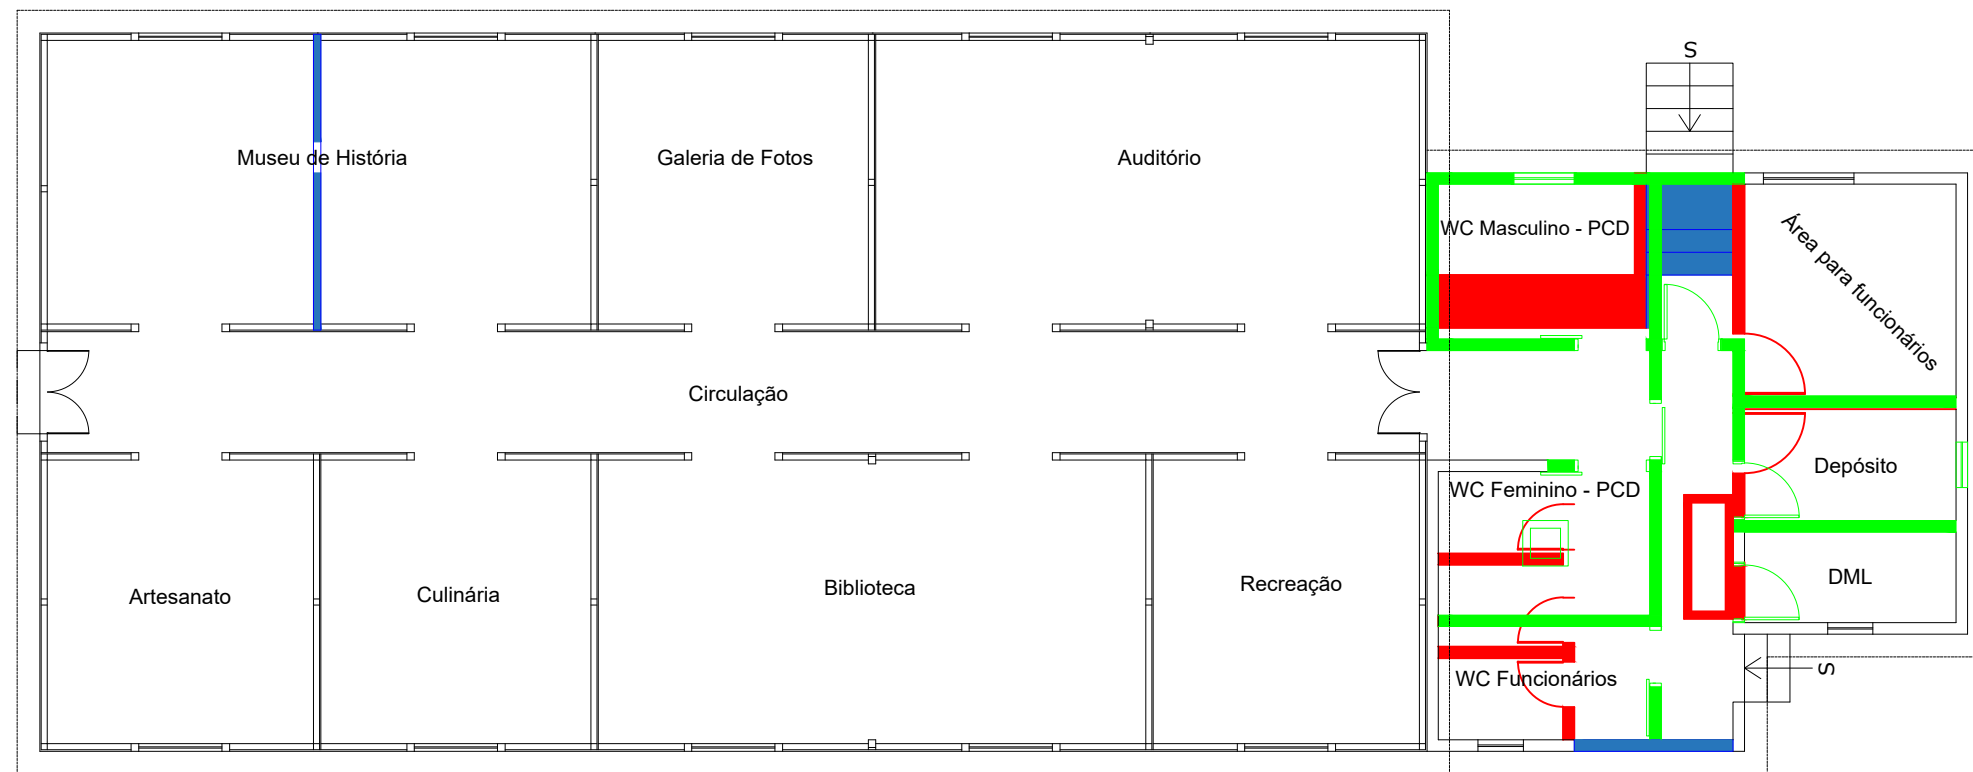 S
Museu de História
Galeria de Fotos
Auditório
WC Masculino - PCD
Área para funcionários
Circulação
Depósito
WC Feminino - PCD
Artesanato
Culinária
Biblioteca
Recreação
DML
WC Funcionários
S